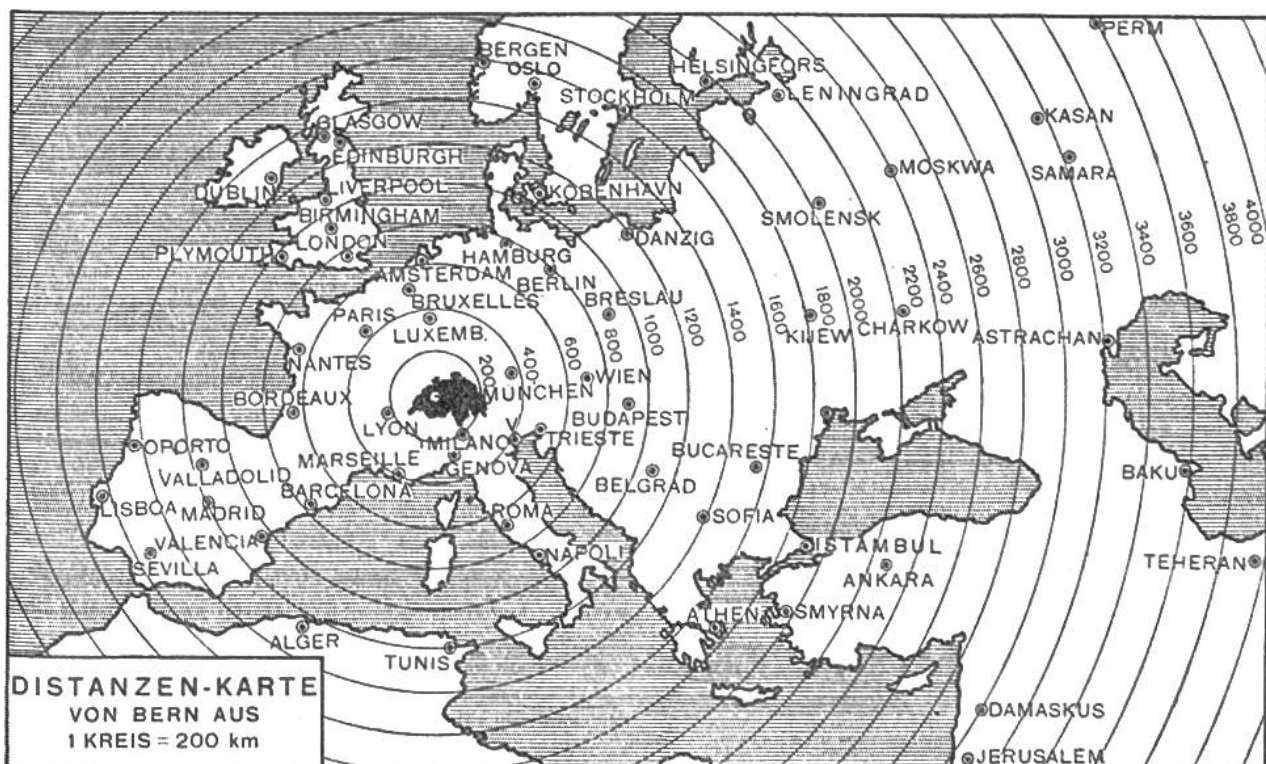 PERM
BERGEN
OSLO
HELSINGFORS
STOCKHOLM
LENINGRAD
KASAN
GLASGOW
EDINBURGH
MOSKWA
SAMARA
DUBLIN
LIVERPOOL
KOBENHAVN
BIRMINGHAM
SMOLENSK
LONDON
PLYMOUTH
DANZIG
HAMBURG
AMSTERDAM
BERLIN
BRUXELLES
BRESLAU
PARIS
LUXEMB.
KIJEW
CHARKOW
ASTRACHAN
200
400
600
800
1000
1200
1400
1600
1800
2000
2200
2400
2600
2800
3000
3200
3400
3600
3800
4000
NANTES
MÜNCHEN
WIEN
BORDEAUX
LYON
BUDAPEST
OPORTO
MILANO
V.
TRIESTE
BUCARESTE
MARSEILLE
GENOVA
VALLADOLID
BARCELONA
BELGRAD
BAKU
LISBOA
MADRID
ROMA
SOFIA
VALENCIA
NAPOLI
ISTAMBUL
TEHERAN
SEVILLA
ANKARA
ATHEN
SMYRNA
ALGER
TUNIS
DISTANZEN-KARTE
VON BERN AUS
1 KREIS = 200 km
DAMASKUS
JERUSALEM